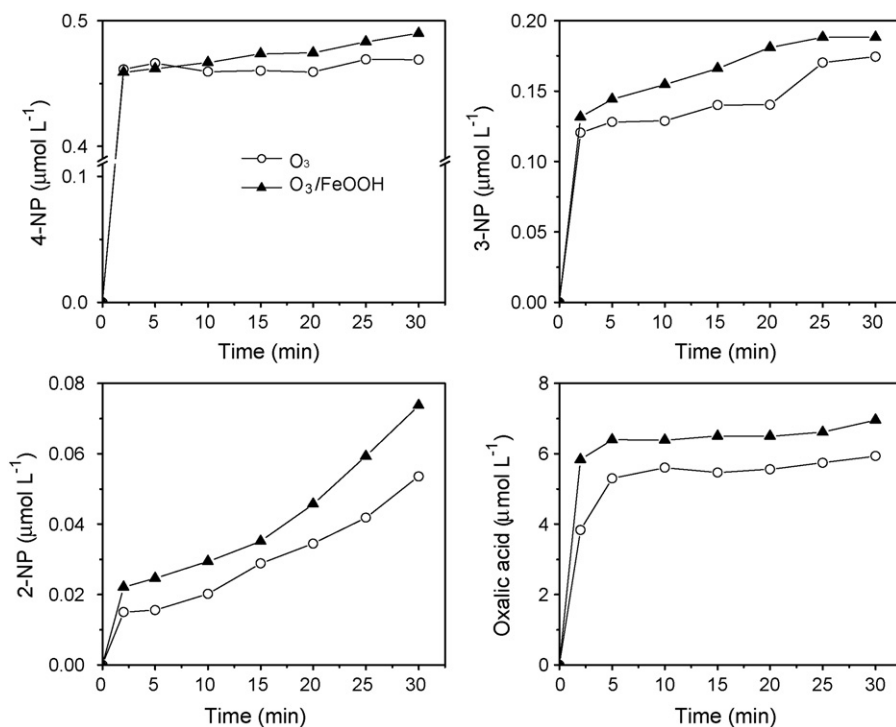 0.5
0.4
0.1
0.0
4-NP (μmol L⁻¹)
O₃
O₃/FeOOH
0 5 10 15 20 25 30
Time (min)
0.20
0.15
0.10
0.05
0.00
3-NP (μmol L⁻¹)
0 5 10 15 20 25 30
Time (min)
0.08
0.06
0.04
0.02
0.00
2-NP (μmol L⁻¹)
0 5 10 15 20 25 30
Time (min)
8
6
4
2
0
Oxalic acid (μmol L⁻¹)
0 5 10 15 20 25 30
Time (min)